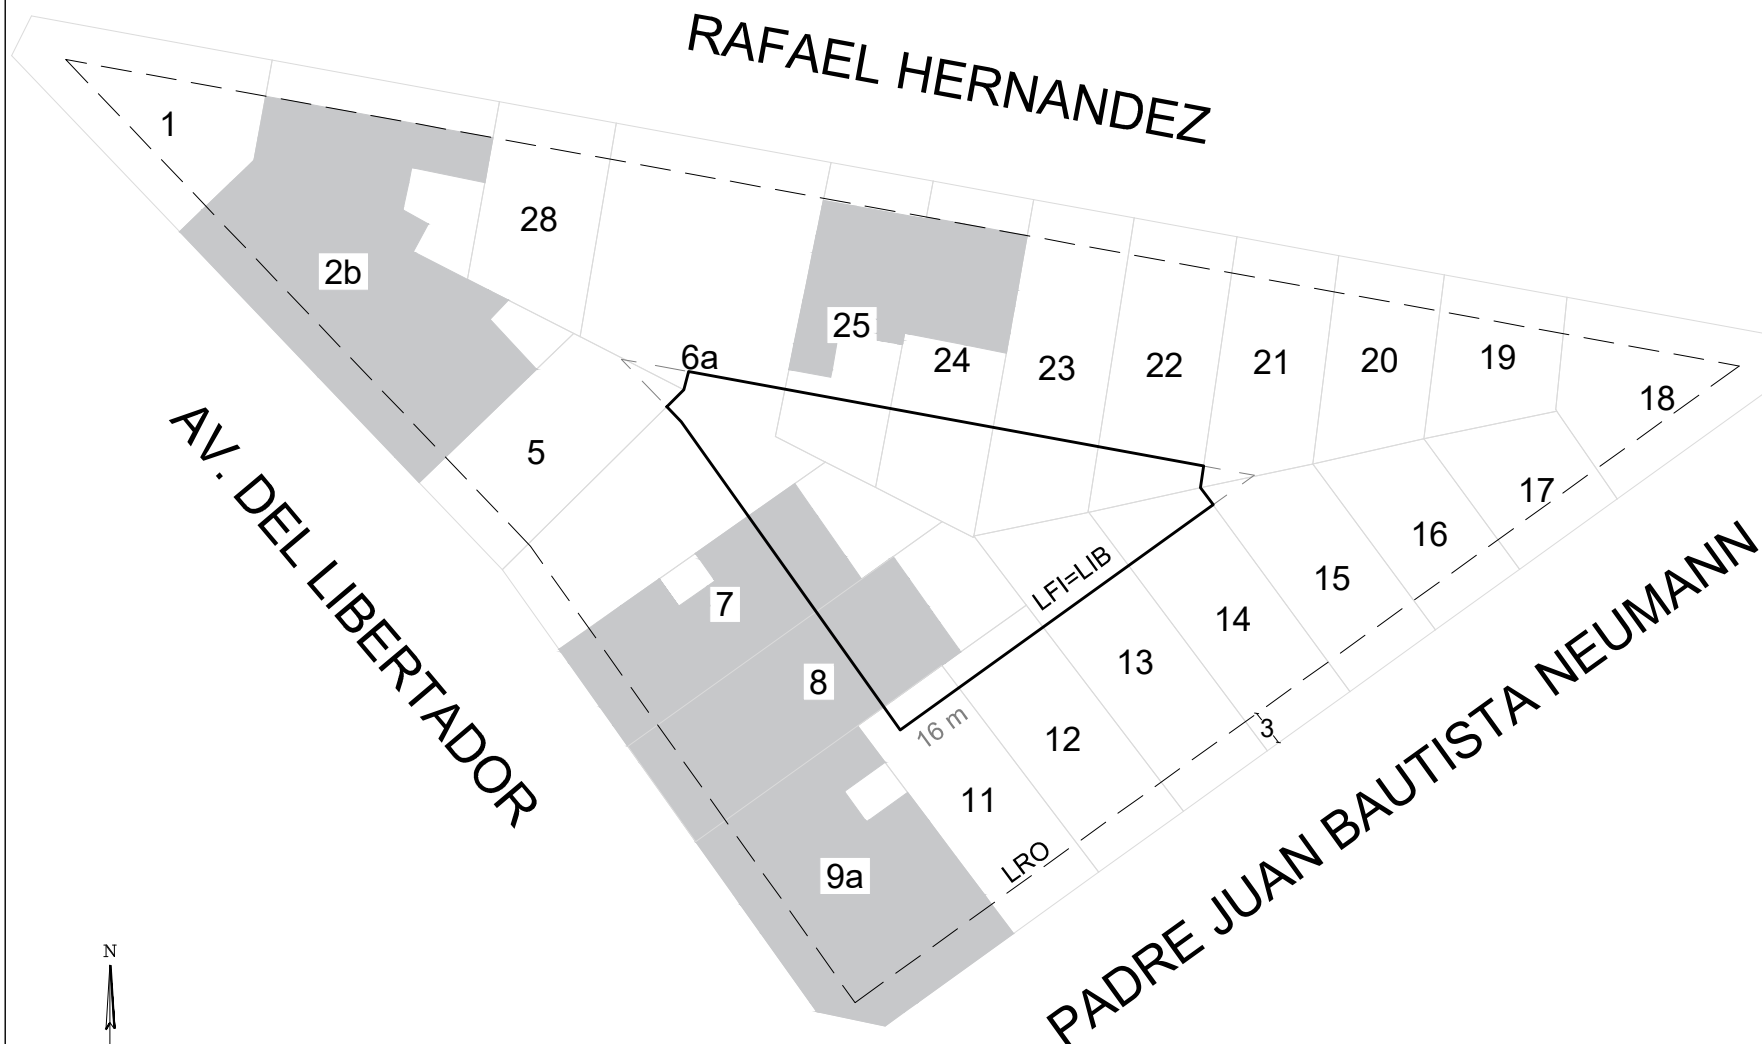 RAFAEL HERNANDEZ
1
28
2b
25
6a
24
23
22
21
20
19
18
5
17
16
15
14
13
12
11
7
8
9a
LFI=LIB
16 m
3
LRO
AV. DEL LIBERTADOR
PADRE JUAN BAUTISTA NEUMANN
N